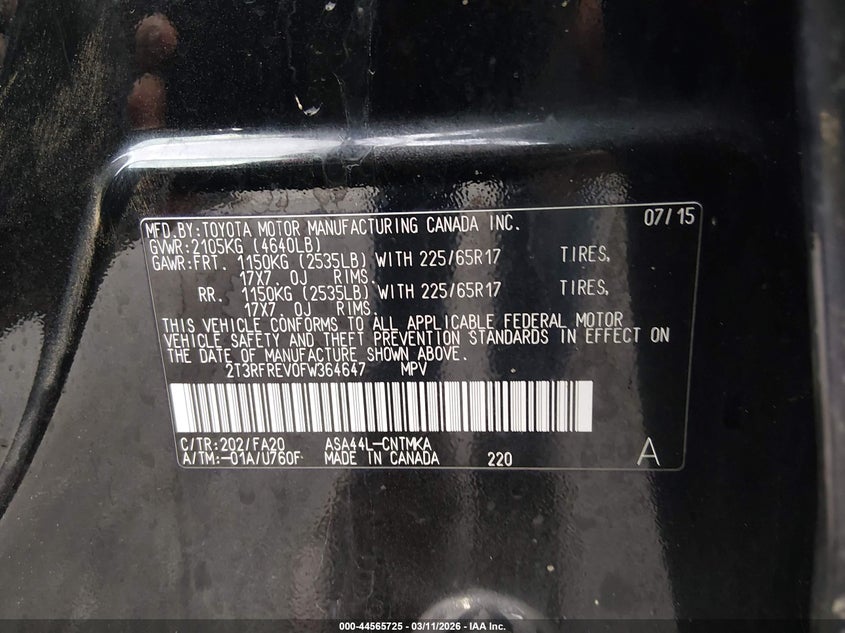 MFD.BY:TOYOTA MOTOR MANUFACTURING CANADA INC. 07/15
GVWR:2105KG (4640LB)
GAWR:FRT. 1150KG (2535LB) WITH 225/65R17 TIRES,
17X7.0J RIMS.
RR. 1150KG (2535LB) WITH 225/65R17 TIRES,
17X7.0J RIMS.
THIS VEHICLE CONFORMS TO ALL APPLICABLE FEDERAL MOTOR
VEHICLE SAFETY AND THEFT PREVENTION STANDARDS IN EFFECT ON
THE DATE OF MANUFACTURE SHOWN ABOVE.
2T3RFREV0FW364647 MPV
C/TR:202/FA20 ASA44L-CNTMKA
A/TM:-01A/U760F MADE IN CANADA 220 A
000-44565725 - 03/11/2026 - IAA Inc.